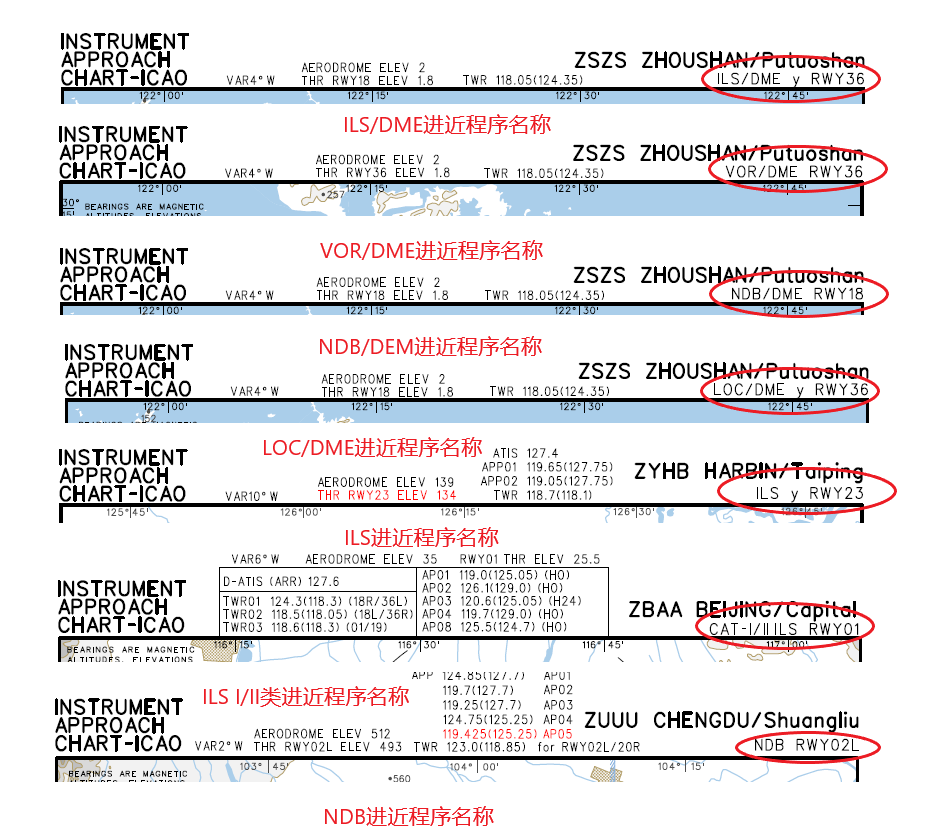 INSTRUMENT
APPROACH
CHART-ICAO
VAR4° W
AERODROME ELEV 2
THR RWY18 ELEV 1.8
TWR 118.05(124.35)
ZSZS ZHOUSHAN/Putuoshan
ILS/DME y RWY36
122° 00' 122° 15' 122° 30' 122° 45'
ILS/DME进近程序名称
INSTRUMENT
APPROACH
CHART-ICAO
VAR4° W
AERODROME ELEV 2
THR RWY36 ELEV 1.8
TWR 118.05(124.35)
ZSZS ZHOUSHAN/Putuoshan
VOR/DME RWY36
122° 00' 122° 15' 122° 30' 122° 45'
257
30° BEARINGS ARE MAGNETIC
15' ALTITUDES, ELEVATIONS
VOR/DME进近程序名称
INSTRUMENT
APPROACH
CHART-ICAO
VAR4° W
AERODROME ELEV 2
THR RWY18 ELEV 1.8
TWR 118.05(124.35)
ZSZS ZHOUSHAN/Putuoshan
NDB/DME RWY18
122° 00' 122° 15' 122° 30' 122° 45'
NDB/DEM进近程序名称
INSTRUMENT
APPROACH
CHART-ICAO
VAR4° W
AERODROME ELEV 2
THR RWY18 ELEV 1.8
TWR 118.05(124.35)
ZSZS ZHOUSHAN/Putuoshan
LOC/DME y RWY36
122° 00' 122° 15' 122° 30' 122° 45'
152
BEARINGS ARE MAGNETIC
LOC/DME进近程序名称
INSTRUMENT
APPROACH
CHART-ICAO
VAR10° W
AERODROME ELEV 139
THR RWY23 ELEV 134
ATIS 127.4
APP01 119.65(127.75)
APP02 119.05(127.75)
TWR 118.7(118.1)
ZYHB HARBIN/Taiping
ILS y RWY23
125° 45' 126° 00' 126° 15' 126° 30' 126° 45'
ILS进近程序名称
VAR6° W AERODROME ELEV 35 RWY01 THR ELEV 25.5
INSTRUMENT
APPROACH
CHART-ICAO
D-ATIS (ARR) 127.6
TWR01 124.3(118.3) (18R/36L)
TWR02 118.5(118.05) (18L/36R)
TWR03 118.6(118.3) (01/19)
AP01 119.0(125.05) (HO)
AP02 126.1(129.0) (HO)
AP03 120.6(125.05) (H24)
AP04 119.7(129.0) (HO)
AP08 125.5(124.7) (HO)
ZBAA BEIJING/Capital
CAT-I/II ILS RWY01
116° 15' 116° 30' 116° 45' 117° 00'
BEARINGS ARE MAGNETIC
ALTITUDES, ELEVATIONS
ILS I/II类进近程序名称
INSTRUMENT
APPROACH
CHART-ICAO
VAR2° W
AERODROME ELEV 512
THR RWY02L ELEV 493
APP 124.85(127.7) AP01
119.7(127.7) AP02
119.25(127.7) AP03
124.75(125.25) AP04
119.425(125.25) AP05
TWR 123.0(118.85) for RWY02L/20R
ZUUU CHENGDU/Shuangliu
NDB RWY02L
103° 45' 104° 00' 104° 15'
BEARINGS ARE MAGNETIC
560
NDB进近程序名称